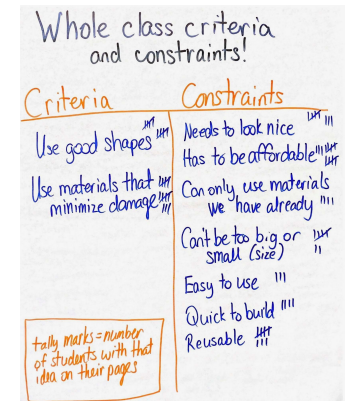 Whole class criteria
and constraints!
Criteria
Use good shapes
Use materials that
minimize damage
Constraints
Needs to look nice
Has to be affordable
Can only use materials
we have already
Can't be too big or
small (size)
Easy to use
Quick to build
Reusable
tally marks = number
of students with that
idea on their pages